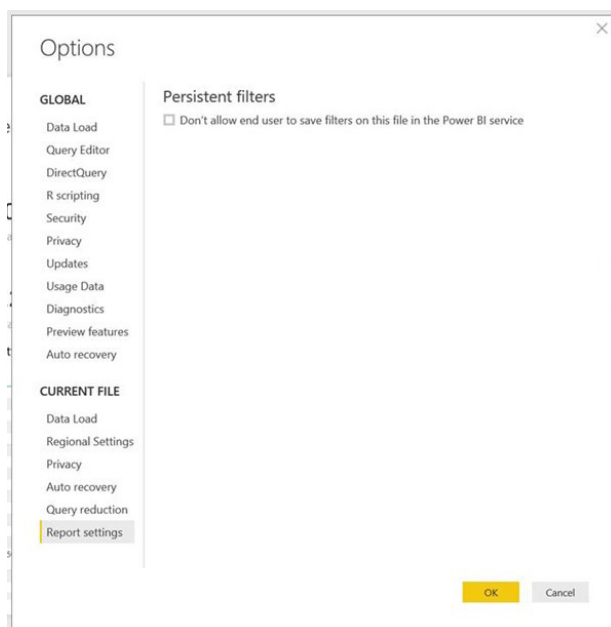 Options
GLOBAL
Data Load
Query Editor
DirectQuery
R scripting
Security
Privacy
Updates
Usage Data
Diagnostics
Preview features
Auto recovery
CURRENT FILE
Data Load
Regional Settings
Privacy
Auto recovery
Query reduction
Report settings
Persistent filters
Don't allow end user to save filters on this file in the Power BI service
OK
Cancel